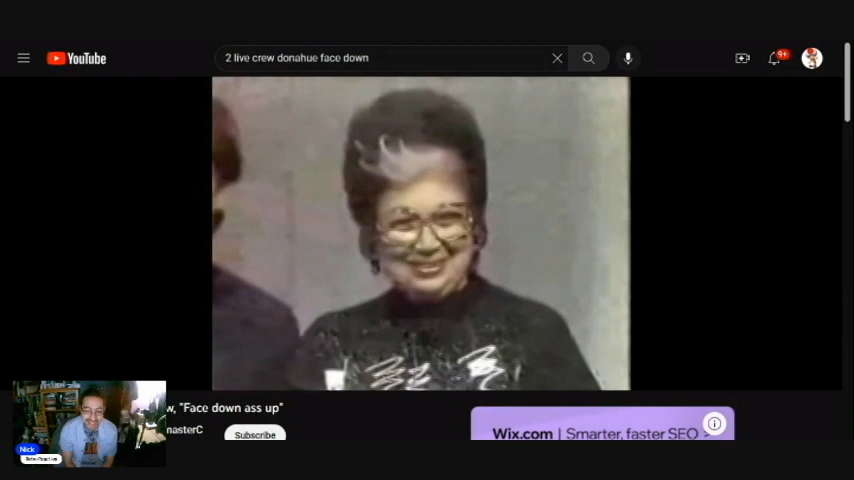 YouTube
2 live crew donahue face down
9+
w, "Face down ass up"
nasterC
Subscribe
Wix.com | Smarter, faster SEO >
Nick